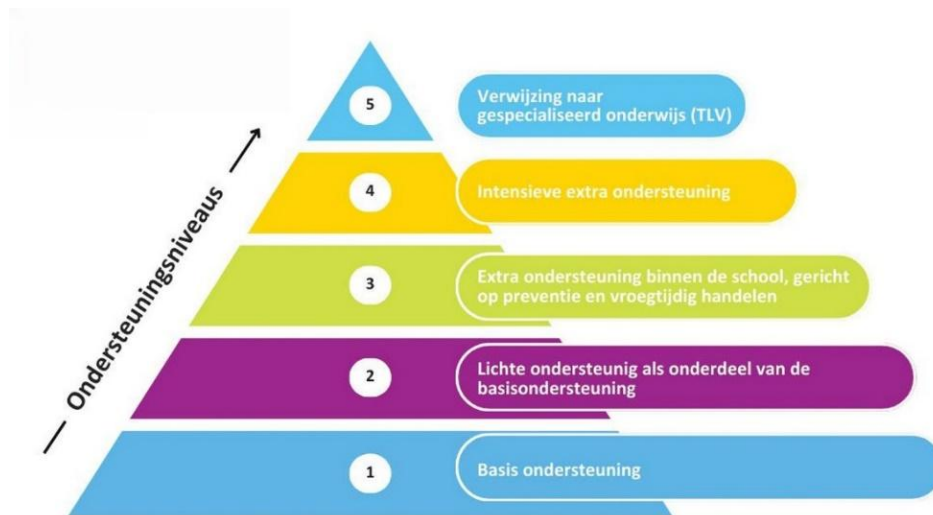 5
Verwijzing naar
gespecialiseerd onderwijs (TLV)
4
Intensieve extra ondersteuning
Ondersteuningsniveaus
3
Extra ondersteuning binnen de school, gericht
op preventie en vroegtijdig handelen
2
Lichte ondersteunig als onderdeel van de
basisondersteuning
1
Basis ondersteuning